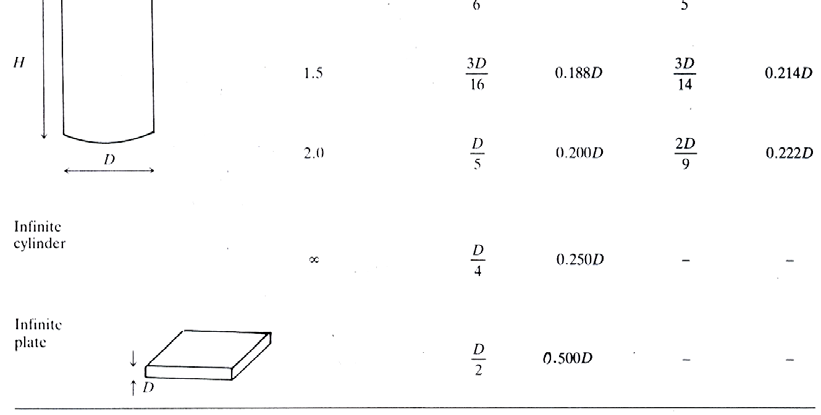 6 5
H
1.5 3D/16 0.188D 3D/14 0.214D
D
2.0 D/5 0.200D 2D/9 0.222D
Infinite
cylinder
∞ D/4 0.250D – –
Infinite
plate
D/2 0.500D – –
D